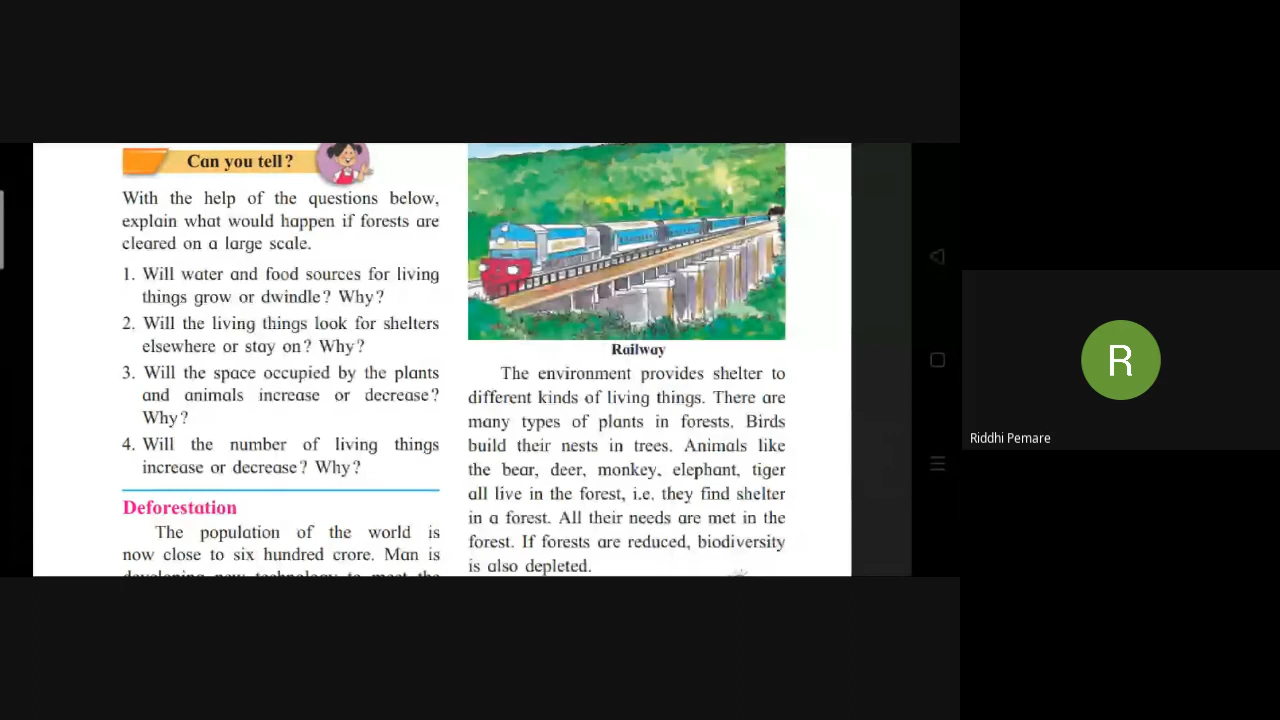 Can you tell?
With the help of the questions below,
explain what would happen if forests are
cleared on a large scale.
1. Will water and food sources for living
things grow or dwindle? Why?
2. Will the living things look for shelters
elsewhere or stay on? Why?
3. Will the space occupied by the plants
and animals increase or decrease?
Why?
4. Will the number of living things
increase or decrease? Why?
Deforestation
The population of the world is
now close to six hundred crore. Man is
developing new technology to meet the
Railway
The environment provides shelter to
different kinds of living things. There are
many types of plants in forests. Birds
build their nests in trees. Animals like
the bear, deer, monkey, elephant, tiger
all live in the forest, i.e. they find shelter
in a forest. All their needs are met in the
forest. If forests are reduced, biodiversity
is also depleted.
R
Riddhi Pemare